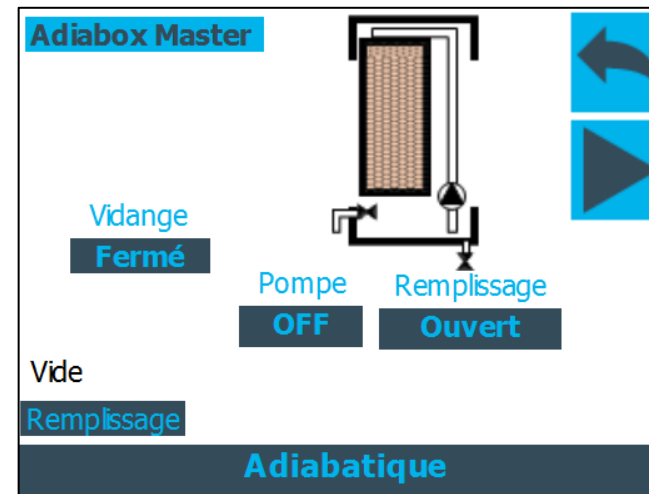 Adiabox Master
Vidange
Fermé
Pompe
OFF
Remplissage
Ouvert
Vide
Remplissage
Adiabatique